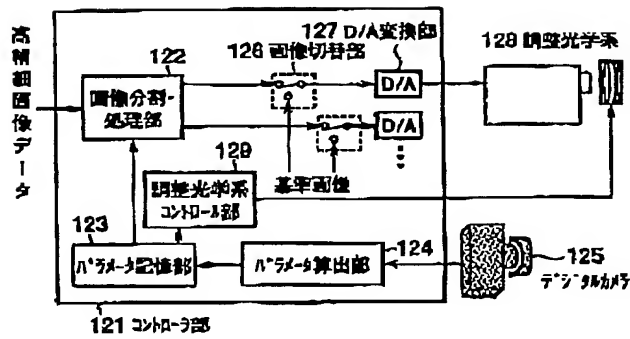 高精細画像データ
127 D/A変換部
126 画像切替部
128 調整光学系
122
画像分割・
処理部
D/A
D/A
129
調整光学系
コントロール部
基準画像
123
パラメータ記憶部
124
パラメータ算出部
125
デジタルカメラ
121 コントローラ部